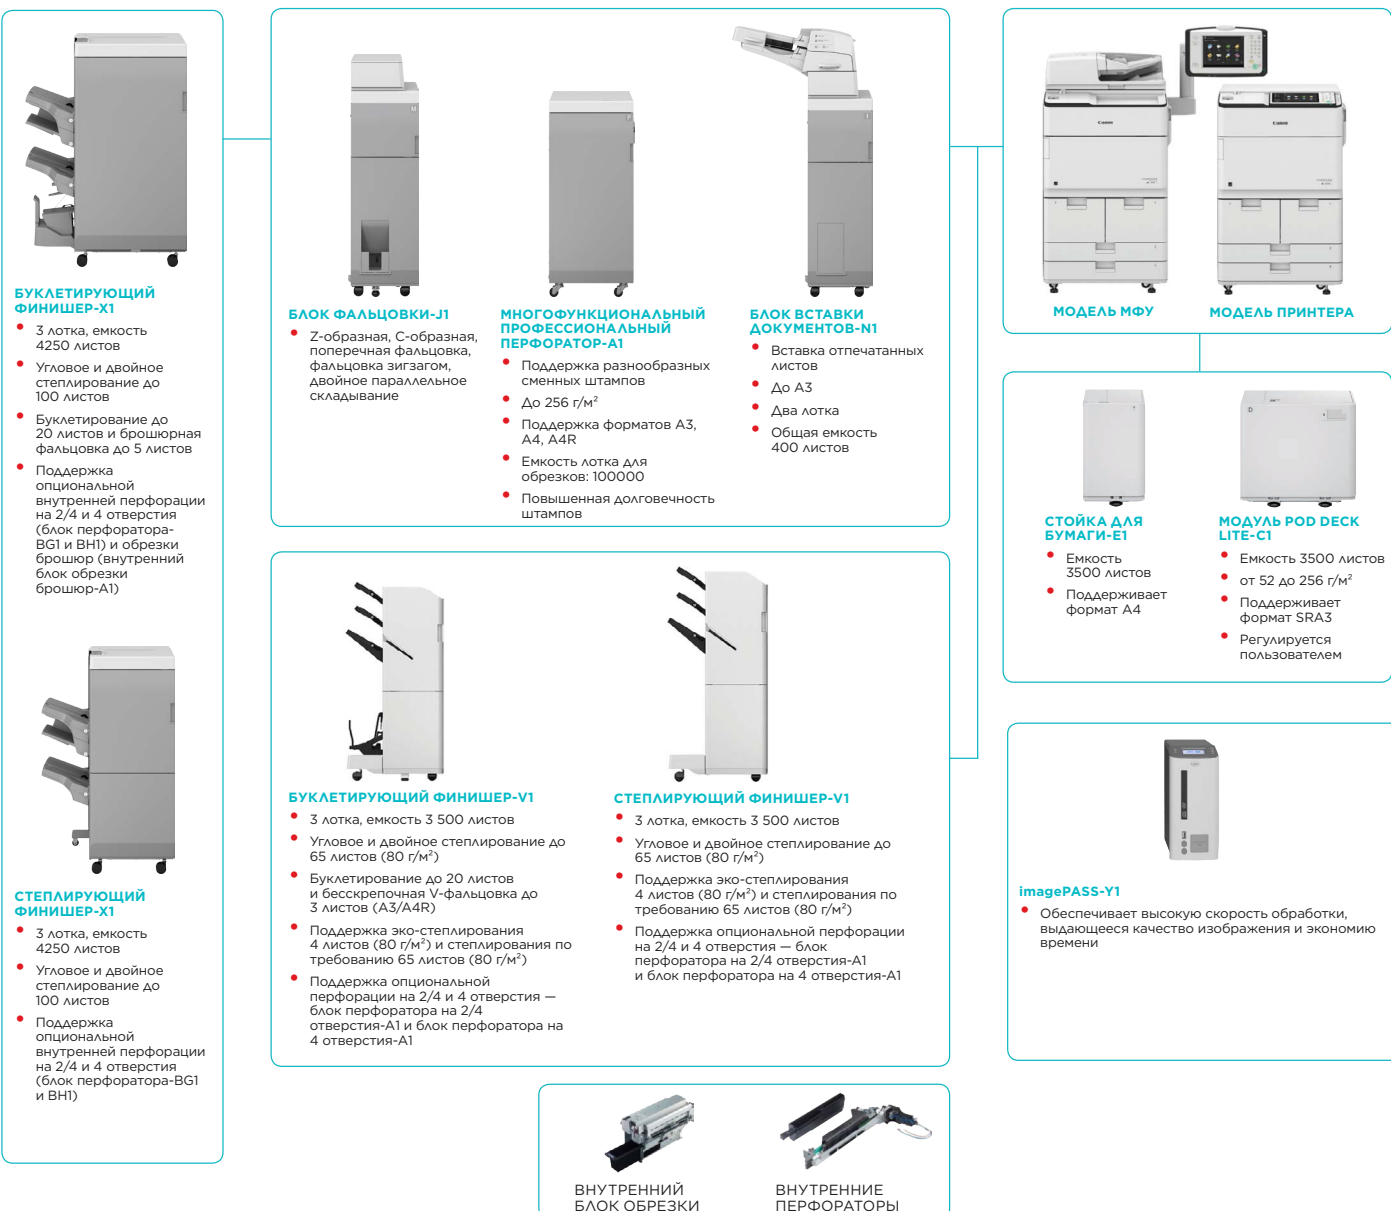 БУКЛЕТИРУЮЩИЙ
ФИНИШЕР-X1
3 лотка, емкость
4250 листов
Угловое и двойное
степлирование до
100 листов
Буклетирование до
20 листов и брошюрная
фальцовка до 5 листов
Поддержка
опциональной
внутренней перфорации
на 2/4 и 4 отверстия
(блок перфоратора-
BG1 и BH1) и обрезки
брошюр (внутренний
блок обрезки
брошюр-A1)
СТЕПЛИРУЮЩИЙ
ФИНИШЕР-X1
3 лотка, емкость
4250 листов
Угловое и двойное
степлирование до
100 листов
Поддержка
опциональной
внутренней перфорации
на 2/4 и 4 отверстия
(блок перфоратора-BG1
и BH1)
БЛОК ФАЛЬЦОВКИ-J1
Z-образная, C-образная,
поперечная фальцовка,
фальцовка зигзагом,
двойное параллельное
складывание
МНОГОФУНКЦИОНАЛЬНЫЙ
ПРОФЕССИОНАЛЬНЫЙ
ПЕРФОРАТОР-A1
Поддержка разнообразных
сменных штампов
До 256 г/м²
Поддержка форматов A3,
A4, A4R
Емкость лотка для
обрезков: 100000
Повышенная долговечность
штампов
БЛОК ВСТАВКИ
ДОКУМЕНТОВ-N1
Вставка отпечатанных
листов
До A3
Два лотка
Общая емкость
400 листов
БУКЛЕТИРУЮЩИЙ ФИНИШЕР-V1
3 лотка, емкость 3 500 листов
Угловое и двойное степлирование до
65 листов (80 г/м²)
Буклетирование до 20 листов
и бесскрепочная V-фальцовка до
3 листов (A3/A4R)
Поддержка эко-степлирования
4 листов (80 г/м²) и степлирования по
требованию 65 листов (80 г/м²)
Поддержка опциональной
перфорации на 2/4 и 4 отверстия —
блок перфоратора на 2/4
отверстия-A1 и блок перфоратора на
4 отверстия-A1
СТЕПЛИРУЮЩИЙ ФИНИШЕР-V1
3 лотка, емкость 3 500 листов
Угловое и двойное степлирование до
65 листов (80 г/м²)
Поддержка эко-степлирования
4 листов (80 г/м²) и степлирования по
требованию 65 листов (80 г/м²)
Поддержка опциональной перфорации
на 2/4 и 4 отверстия — блок
перфоратора на 2/4 отверстия-A1
и блок перфоратора на 4 отверстия-A1
ВНУТРЕННИЙ
БЛОК ОБРЕЗКИ
ВНУТРЕННИЕ
ПЕРФОРАТОРЫ
Canon
Canon
МОДЕЛЬ МФУ
МОДЕЛЬ ПРИНТЕРА
СТОЙКА ДЛЯ
БУМАГИ-E1
Емкость
3500 листов
Поддерживает
формат A4
D
МОДУЛЬ POD DECK
LITE-C1
Емкость 3500 листов
от 52 до 256 г/м²
Поддерживает
формат SRA3
Регулируется
пользователем
imagePASS-Y1
Обеспечивает высокую скорость обработки,
выдающееся качество изображения и экономию
времени